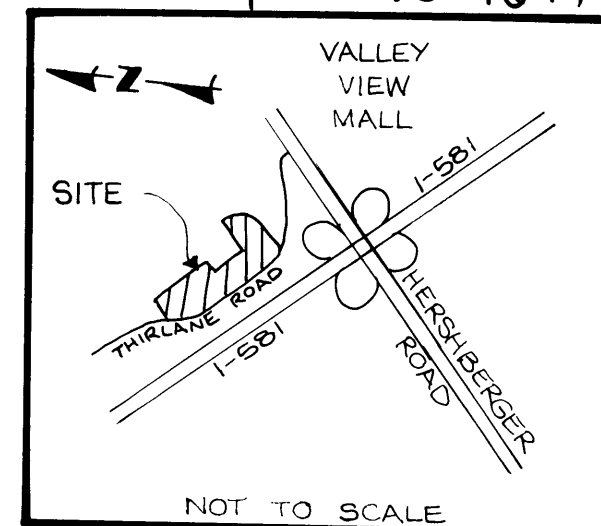 VALLEY
VIEW
MALL
Z
I-581
SITE
THIRLANE ROAD
I-581
HERSHBERGER
ROAD
NOT TO SCALE